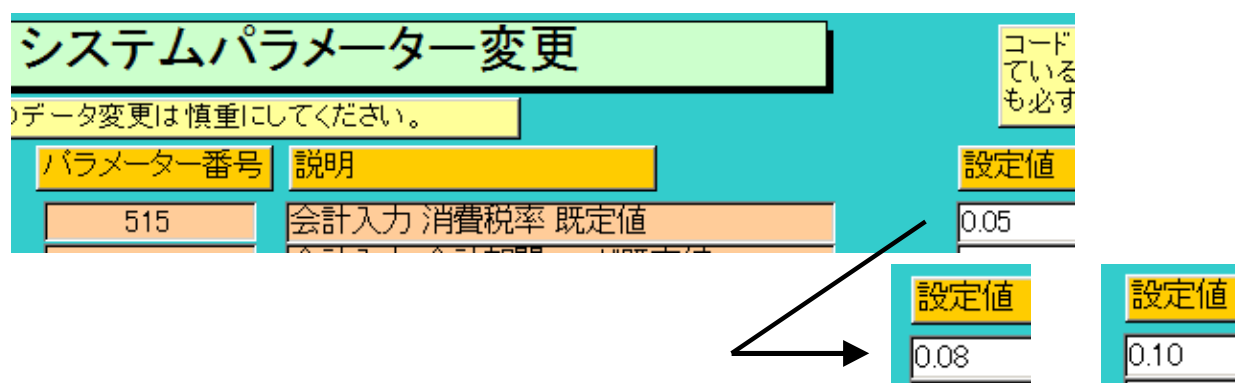 システムパラメーター変更
コード
ている
も必ず
データ変更は慎重にしてください。
パラメーター番号 説明 設定値
515 会計入力 消費税率 既定値 0.05
設定値 設定値
0.08 0.10